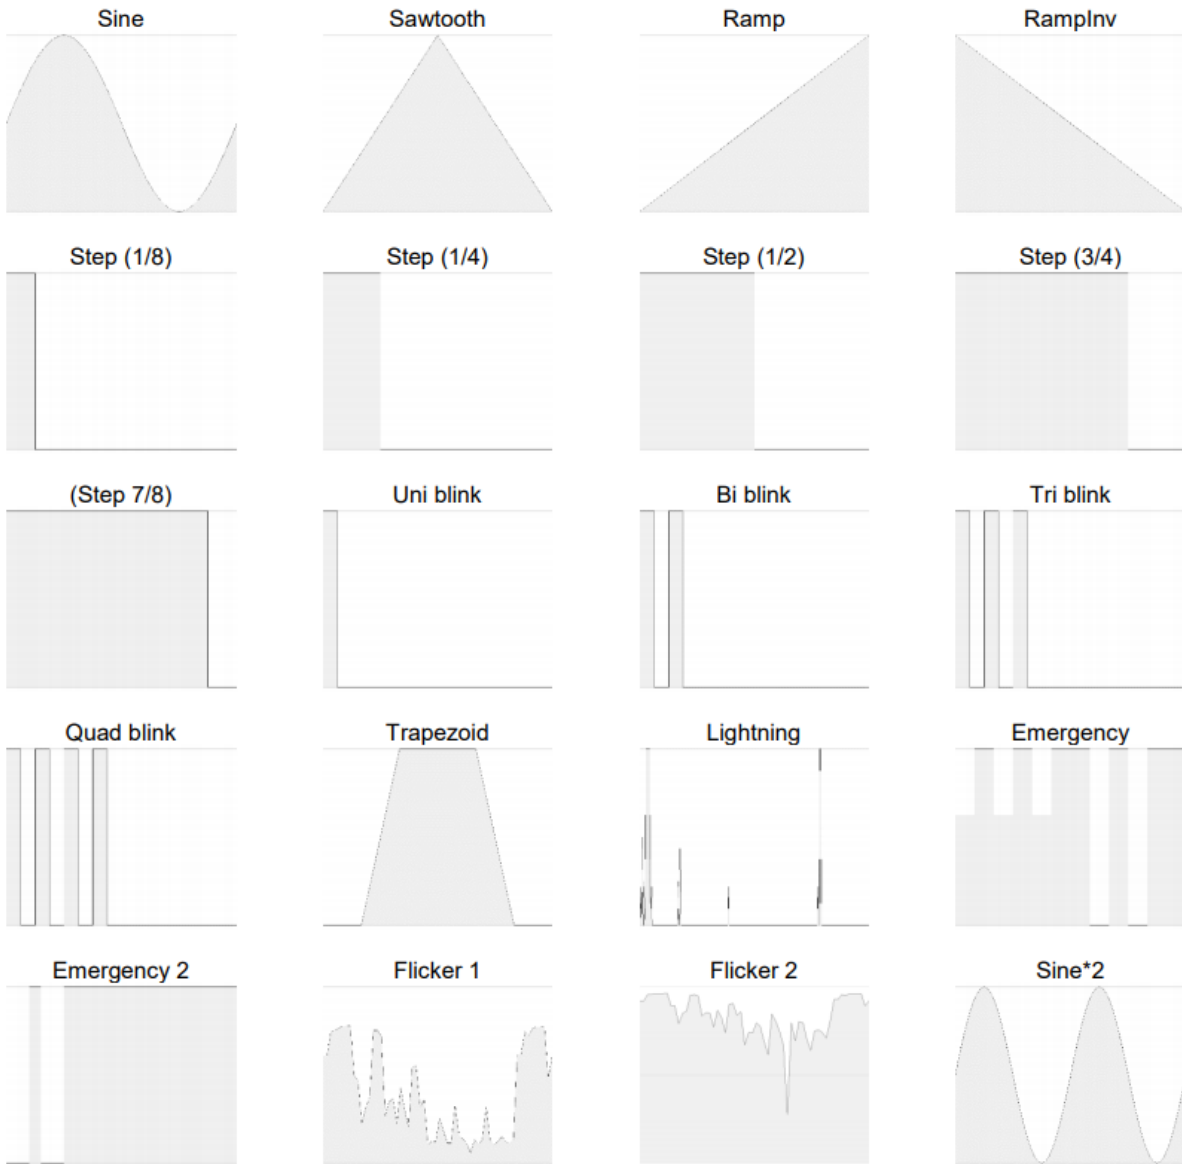 Sine
Sawtooth
Ramp
RampInv
Step (1/8)
Step (1/4)
Step (1/2)
Step (3/4)
(Step 7/8)
Uni blink
Bi blink
Tri blink
Quad blink
Trapezoid
Lightning
Emergency
Emergency 2
Flicker 1
Flicker 2
Sine*2